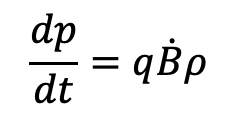 dp/dt = qḂρ